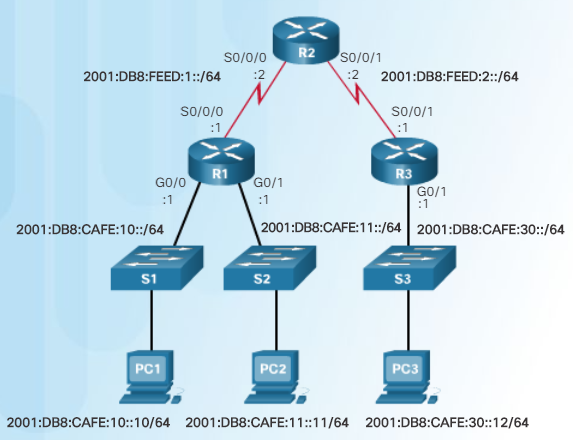 R2
S0/0/0
:2
S0/0/1
:2
2001:DB8:FEED:1::/64
2001:DB8:FEED:2::/64
S0/0/0
:1
S0/0/1
:1
R1
R3
G0/0
:1
G0/1
:1
G0/1
:1
2001:DB8:CAFE:10::/64
2001:DB8:CAFE:11::/64
2001:DB8:CAFE:30::/64
S1
S2
S3
PC1
PC2
PC3
2001:DB8:CAFE:10::10/64
2001:DB8:CAFE:11::11/64
2001:DB8:CAFE:30::12/64